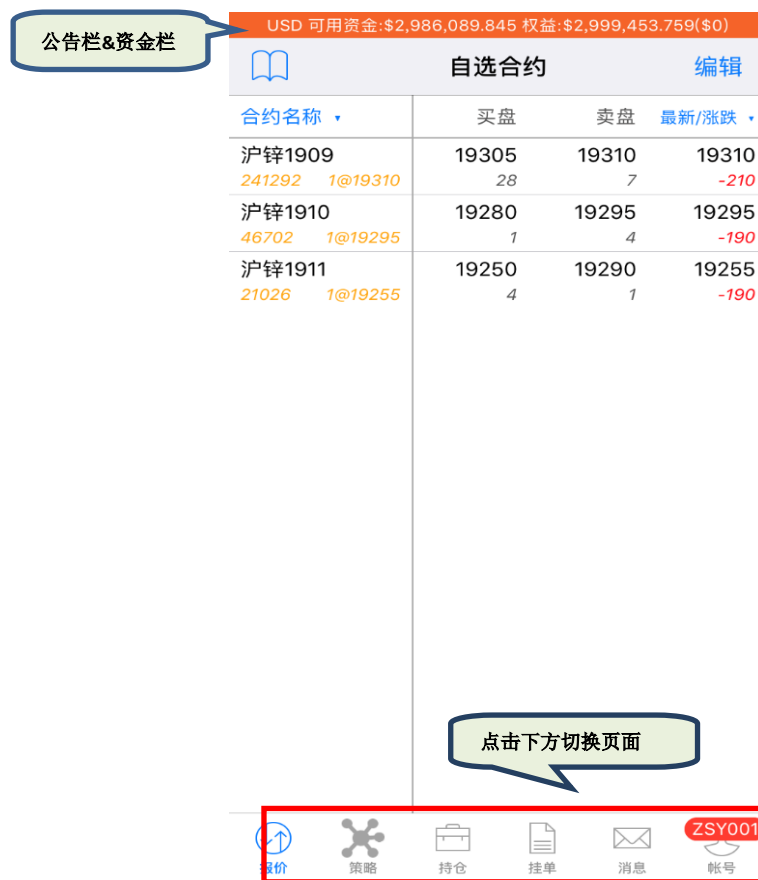 公告栏&资金栏
USD 可用资金:$2,986,089.845 权益:$2,999,453.759($0)
自选合约 编辑
合约名称 买盘 卖盘 最新/涨跌
沪锌1909 19305 19310 19310
241292 1@19310 28 7 -210
沪锌1910 19280 19295 19295
46702 1@19295 1 4 -190
沪锌1911 19250 19290 19255
21026 1@19255 4 1 -190
点击下方切换页面
ZSY001
报价 策略 持仓 挂单 消息 帐号